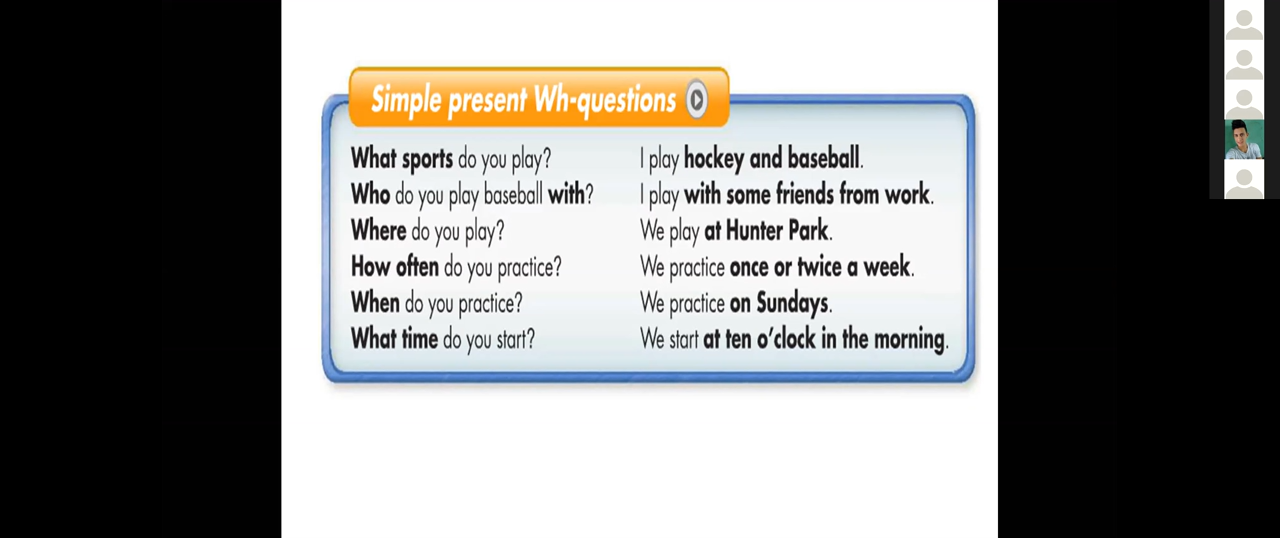 Simple present Wh-questions
What sports do you play? I play hockey and baseball.
Who do you play baseball with? I play with some friends from work.
Where do you play? We play at Hunter Park.
How often do you practice? We practice once or twice a week.
When do you practice? We practice on Sundays.
What time do you start? We start at ten o’clock in the morning.